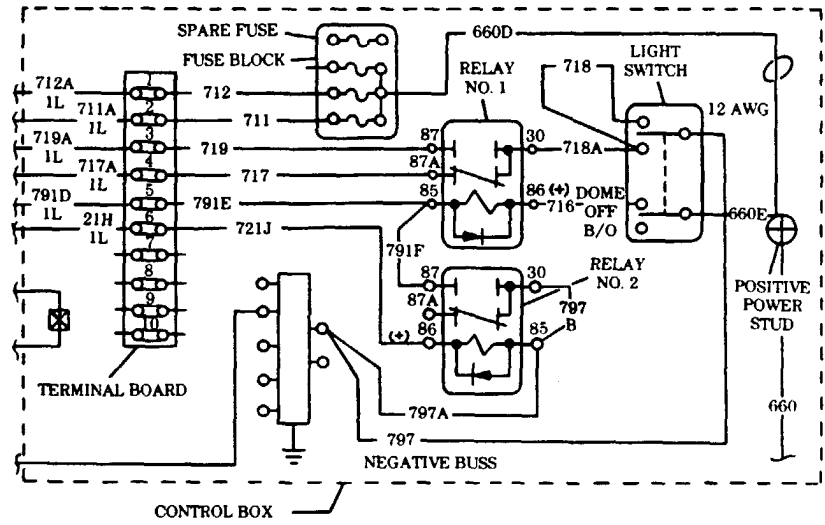 SPARE FUSE
660D
FUSE BLOCK
RELAY
NO. 1
718
LIGHT
SWITCH
12 AWG
712A
1L
1
712
711A
1L
2
711
719A
1L
3
719
87
30
718A
717A
1L
4
717
87A
791D
1L
5
791E
85
86 (+)
716
DOME
OFF
B/O
660E
21H
1L
6
721J
791F
7
87
30
RELAY
NO. 2
8
87A
797
B
POSITIVE
POWER
STUD
9
(+)
86
85
10
TERMINAL BOARD
797A
660
797
NEGATIVE BUSS
CONTROL BOX